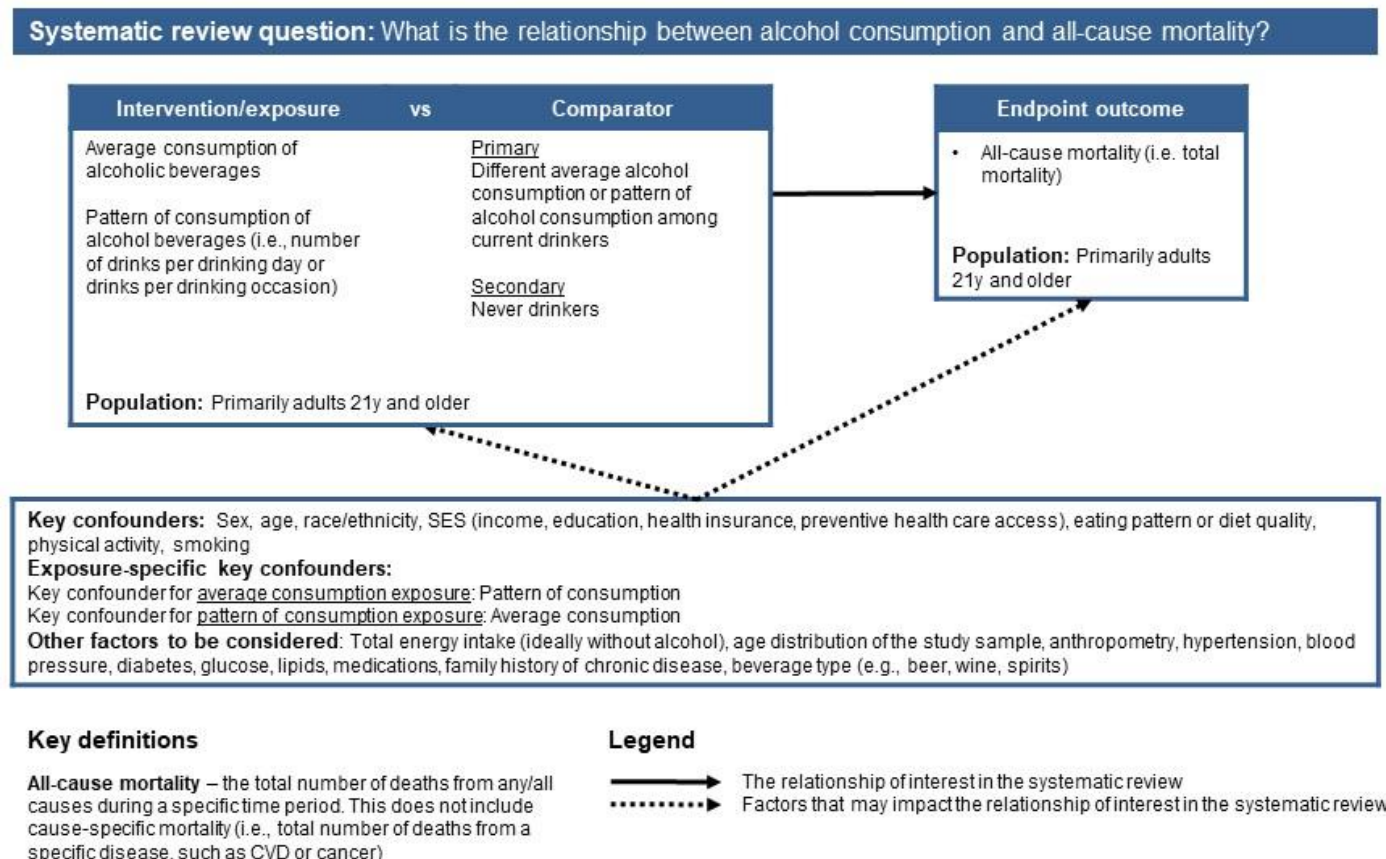 Systematic review question: What is the relationship between alcohol consumption and all-cause mortality?
Intervention/exposure vs Comparator
Average consumption of
alcoholic beverages
Pattern of consumption of
alcohol beverages (i.e., number
of drinks per drinking day or
drinks per drinking occasion)
Primary
Different average alcohol
consumption or pattern of
alcohol consumption among
current drinkers
Secondary
Never drinkers
Population: Primarily adults 21y and older
Endpoint outcome
• All-cause mortality (i.e. total
mortality)
Population: Primarily adults
21y and older
Key confounders: Sex, age, race/ethnicity, SES (income, education, health insurance, preventive health care access), eating pattern or diet quality,
physical activity, smoking
Exposure-specific key confounders:
Key confounder for average consumption exposure: Pattern of consumption
Key confounder for pattern of consumption exposure: Average consumption
Other factors to be considered: Total energy intake (ideally without alcohol), age distribution of the study sample, anthropometry, hypertension, blood
pressure, diabetes, glucose, lipids, medications, family history of chronic disease, beverage type (e.g., beer, wine, spirits)
Key definitions
All-cause mortality – the total number of deaths from any/all
causes during a specific time period. This does not include
cause-specific mortality (i.e., total number of deaths from a
specific disease, such as CVD or cancer)
Legend
The relationship of interest in the systematic review
Factors that may impact the relationship of interest in the systematic review